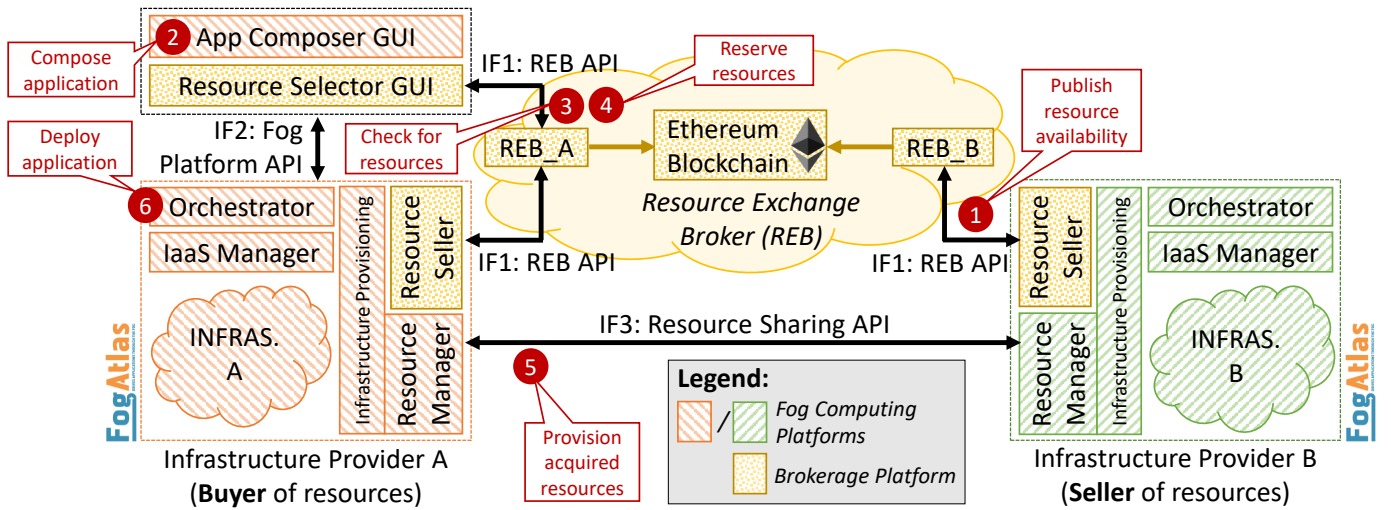 2
App Composer GUI
Resource Selector GUI
Compose
application
IF1: REB API
Reserve
resources
3
4
Check for
resources
Publish
resource
availability
Deploy
application
IF2: Fog
Platform API
REB_A
Ethereum
Blockchain
REB_B
Resource Exchange
Broker (REB)
1
6
Orchestrator
IaaS Manager
INFRAS.
A
Infrastructure Provisioning
Resource
Seller
Resource
Manager
IF1: REB API
IF1: REB API
Resource
Seller
Resource
Manager
Infrastructure Provisioning
Orchestrator
IaaS Manager
INFRAS.
B
IF3: Resource Sharing API
5
Provision
acquired
resources
Legend:
/
Fog Computing
Platforms
Brokerage Platform
FogAtlas
FogAtlas
Infrastructure Provider A
(Buyer of resources)
Infrastructure Provider B
(Seller of resources)